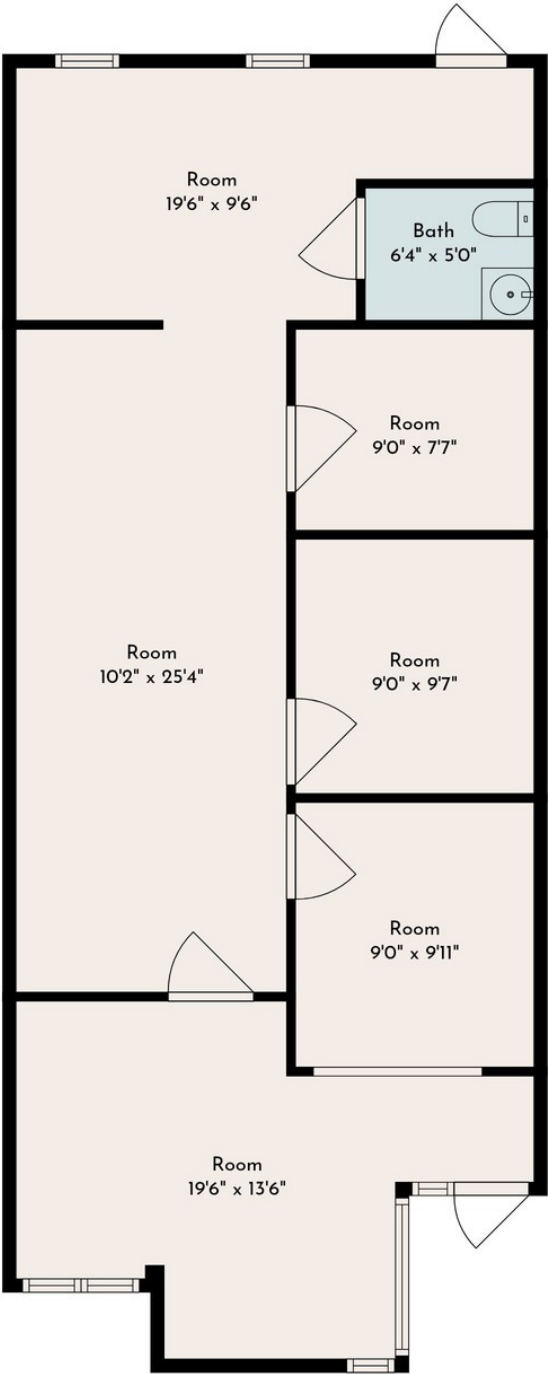 Room
19'6" x 9'6"
Bath
6'4" x 5'0"
Room
9'0" x 7'7"
Room
10'2" x 25'4"
Room
9'0" x 9'7"
Room
9'0" x 9'11"
Room
19'6" x 13'6"